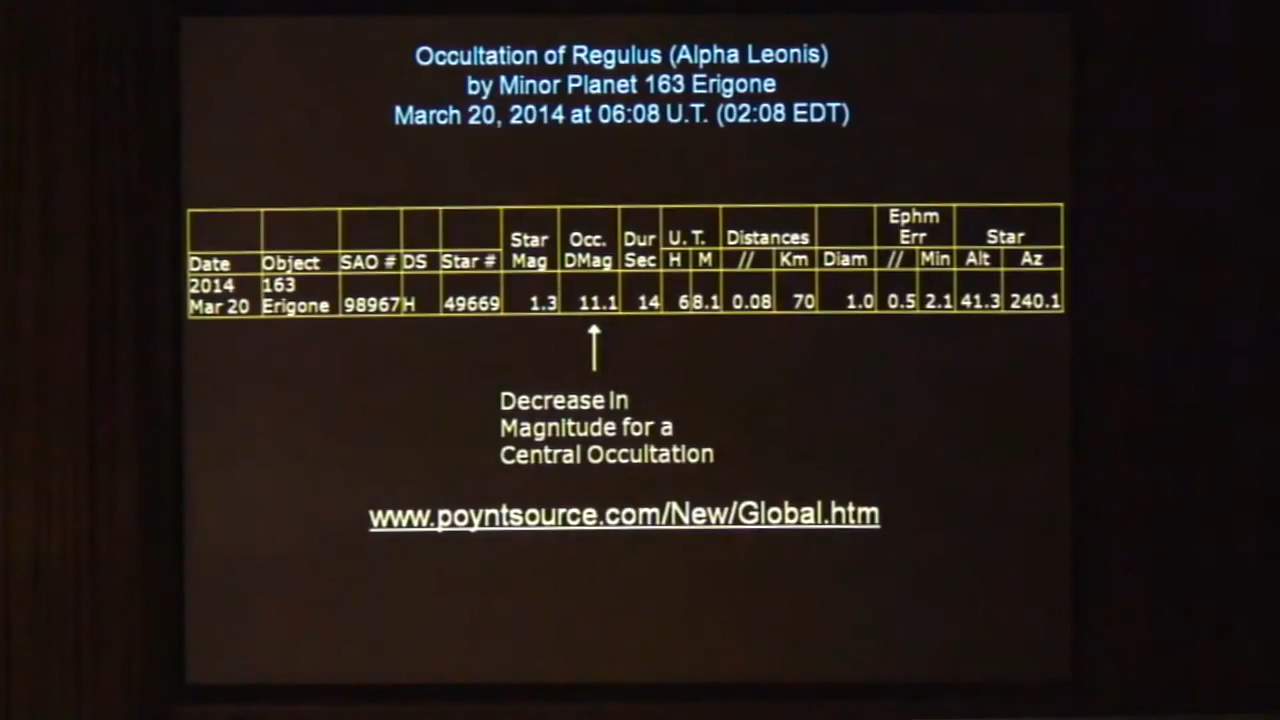 Occultation of Regulus (Alpha Leonis)
by Minor Planet 163 Erigone
March 20, 2014 at 06:08 U.T. (02:08 EDT)
Ephm
Star Occ. Dur U. T. Distances Err Star
Date Object SAO # DS Star # Mag DMag Sec H M // Km Diam // Min Alt Az
2014 163
Mar 20 Erigone 98967 H 49669 1.3 11.1 14 6 8.1 0.08 70 1.0 0.5 2.1 41.3 240.1
Decrease In
Magnitude for a
Central Occultation
www.poyntsource.com/New/Global.htm